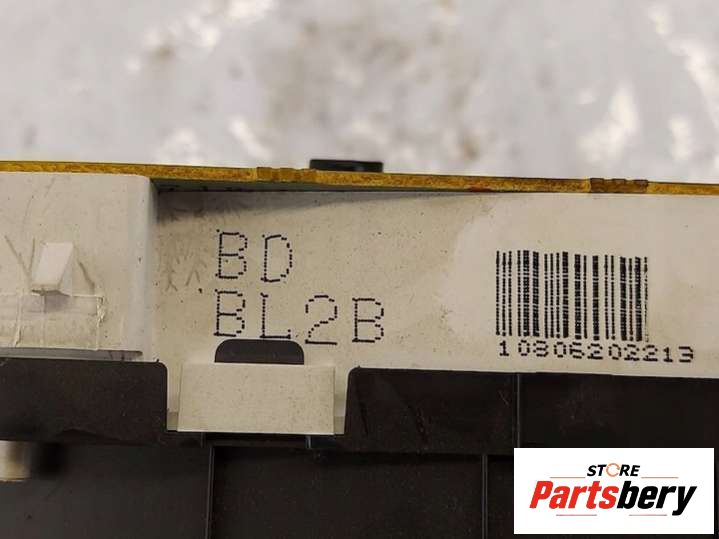 BD
BL2B
10806202213
STORE
Partsbery